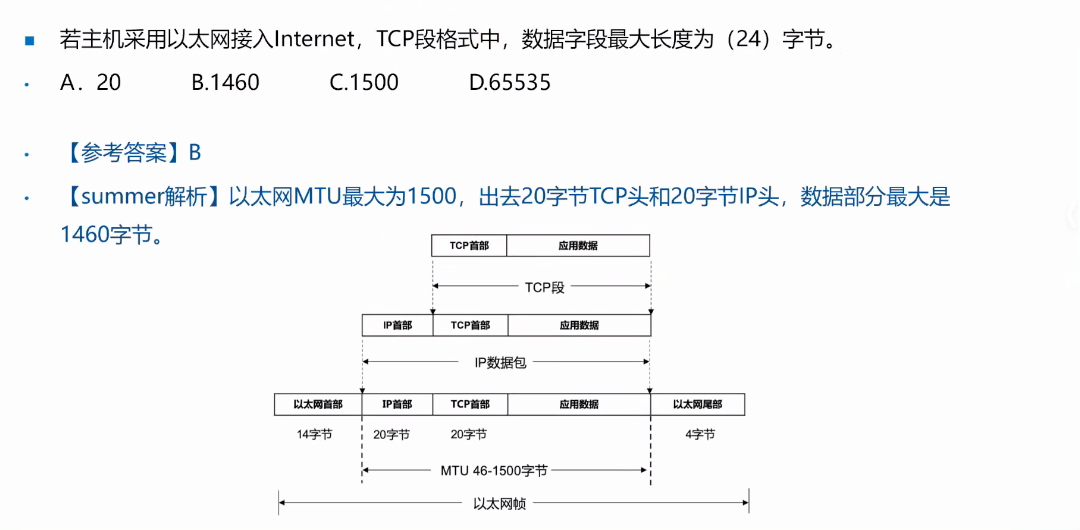 若主机采用以太网接入Internet，TCP段格式中，数据字段最大长度为（24）字节。
A．20 B.1460 C.1500 D.65535
【参考答案】B
【summer解析】以太网MTU最大为1500，出去20字节TCP头和20字节IP头，数据部分最大是
1460字节。
TCP首部 应用数据
TCP段
IP首部 TCP首部 应用数据
IP数据包
以太网首部 IP首部 TCP首部 应用数据 以太网尾部
14字节 20字节 20字节 4字节
MTU 46-1500字节
以太网帧